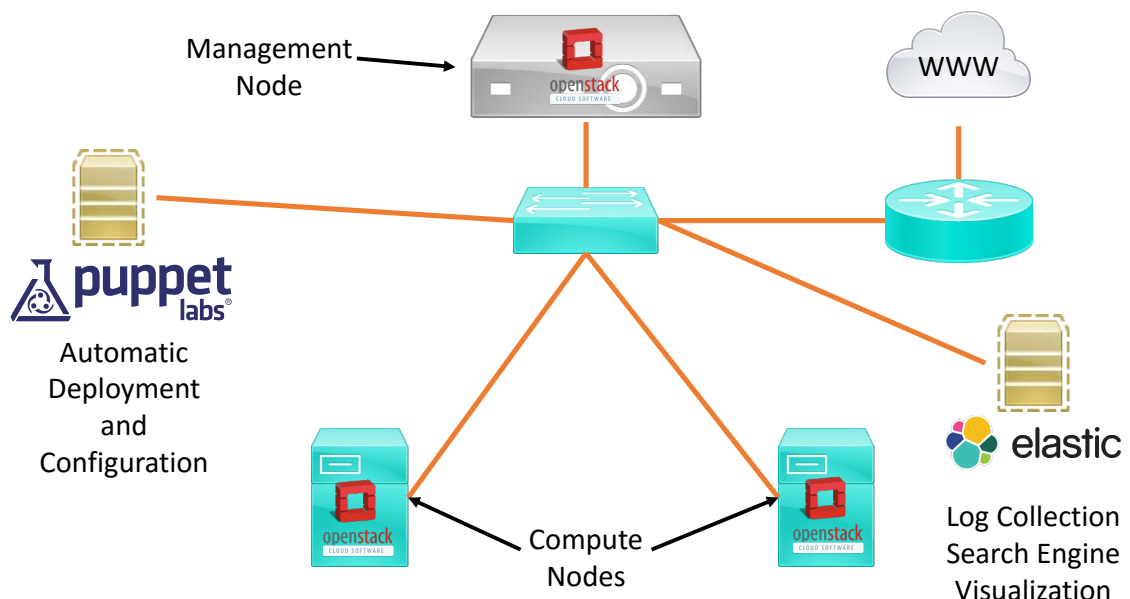 Management
Node
openstack
CLOUD SOFTWARE
WWW
puppet
labs®
Automatic
Deployment
and
Configuration
elastic
Log Collection
Search Engine
Visualization
openstack
CLOUD SOFTWARE
Compute
Nodes
openstack
CLOUD SOFTWARE